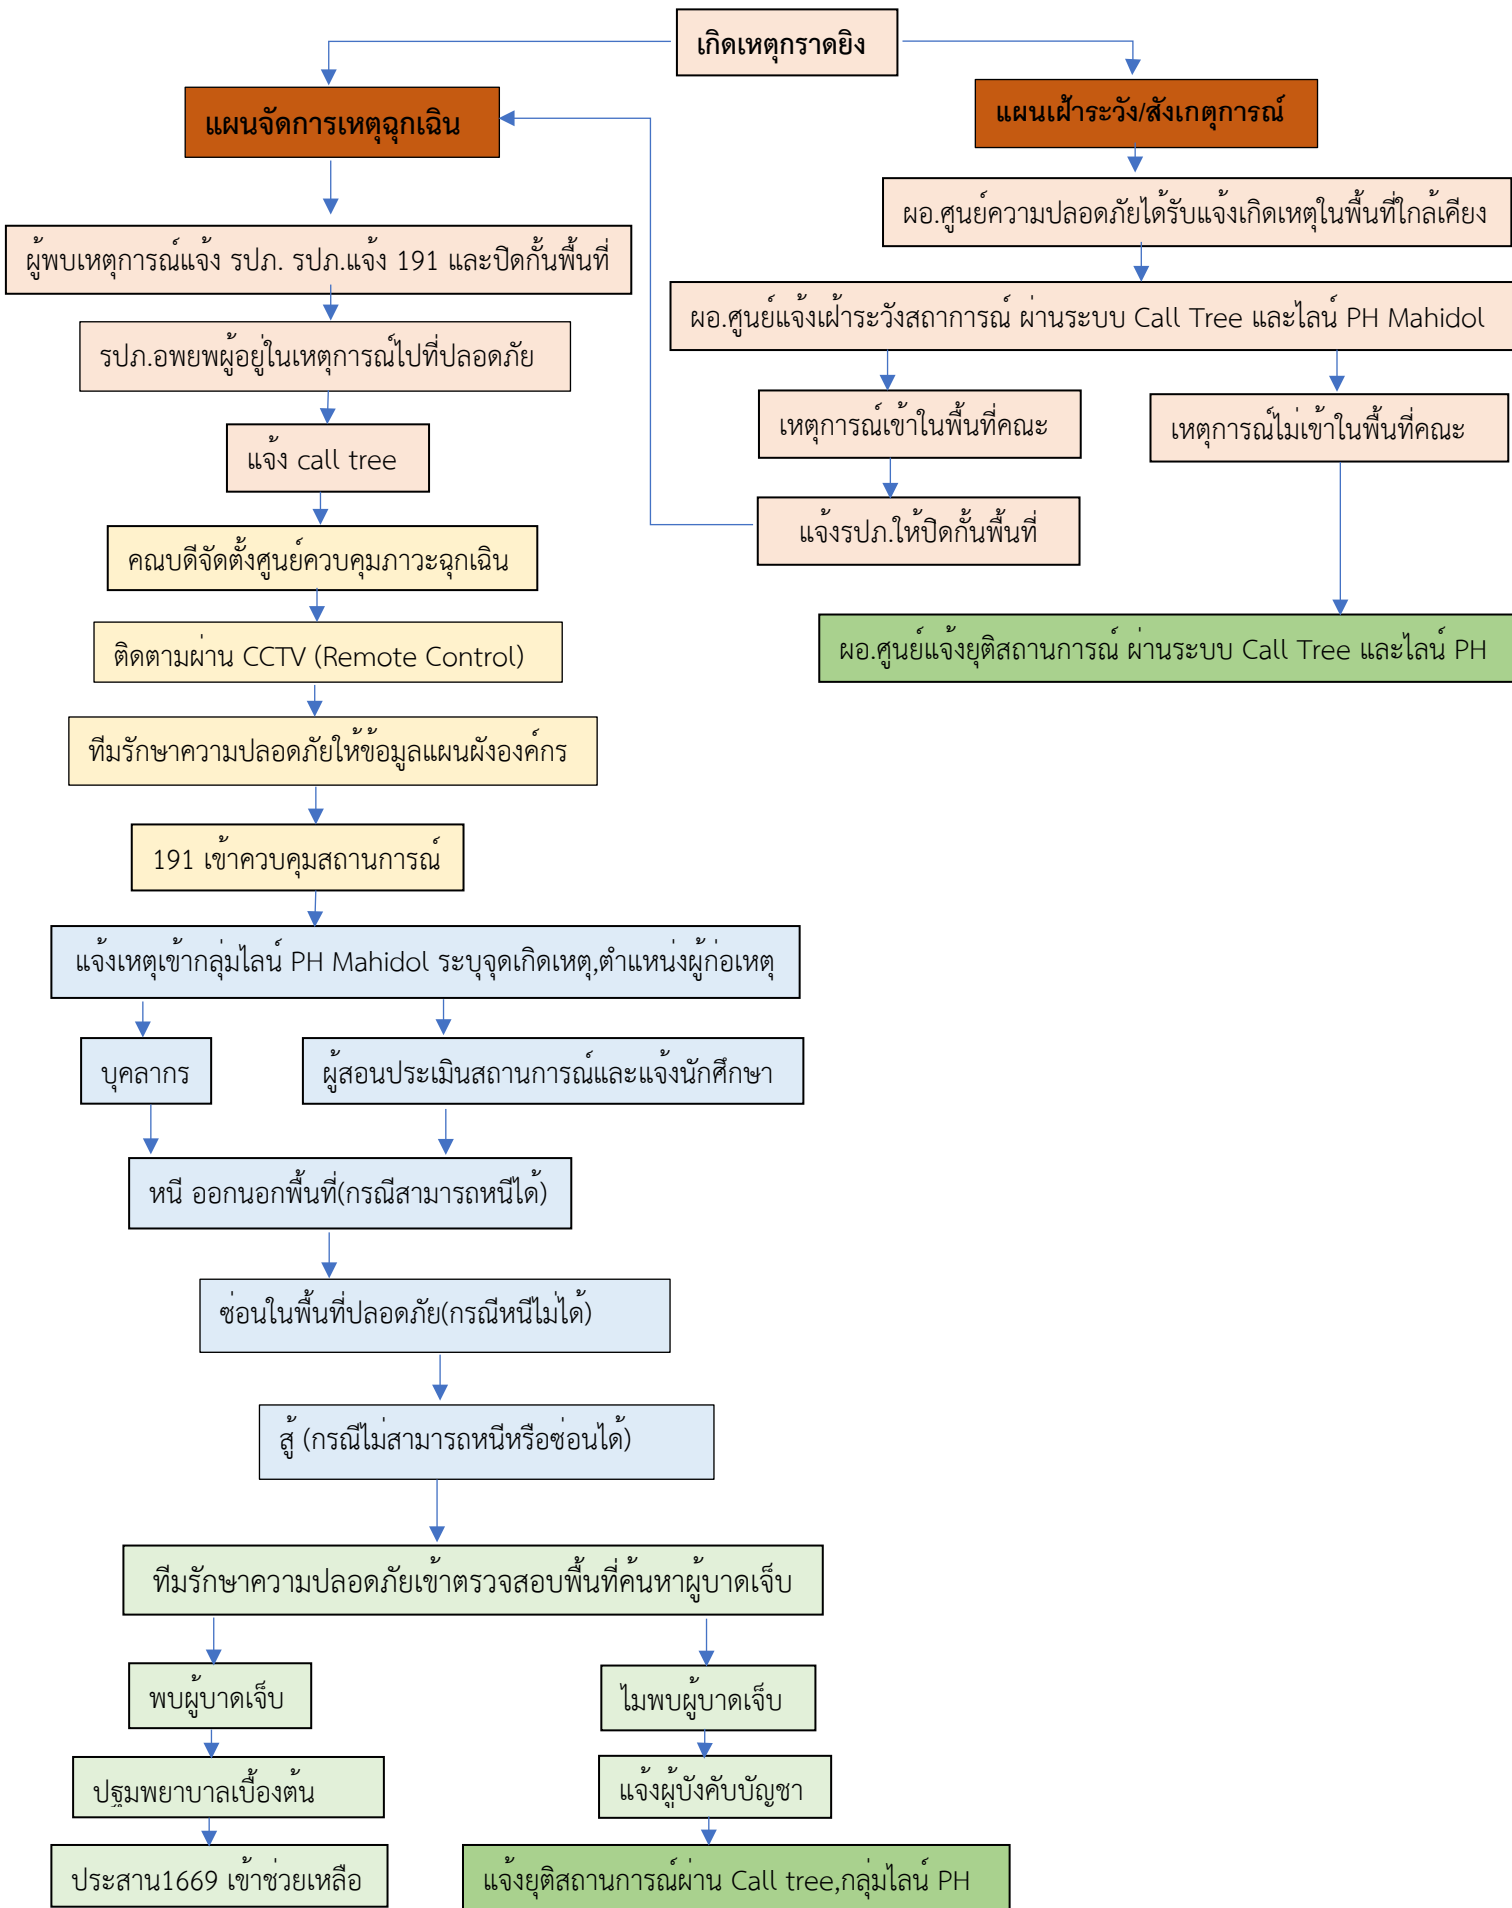 เกิดเหตุกราดยิง
แผนจัดการเหตุฉุกเฉิน
แผนเฝ้าระวัง/สังเกตุการณ์
ผอ.ศูนย์ความปลอดภัยได้รับแจ้งเกิดเหตุในพื้นที่ใกล้เคียง
ผู้พบเหตุการณ์แจ้ง รปภ. รปภ.แจ้ง 191 และปิดกั้นพื้นที่
ผอ.ศูนย์แจ้งเฝ้าระวังสถาการณ์ ผ่านระบบ Call Tree และไลน์ PH Mahidol
รปภ.อพยพผู้อยู่ในเหตุการณ์ไปที่ปลอดภัย
เหตุการณ์เข้าในพื้นที่คณะ
เหตุการณ์ไม่เข้าในพื้นที่คณะ
แจ้ง call tree
แจ้งรปภ.ให้ปิดกั้นพื้นที่
คณบดีจัดตั้งศูนย์ควบคุมภาวะฉุกเฉิน
ติดตามผ่าน CCTV (Remote Control)
ผอ.ศูนย์แจ้งยุติสถานการณ์ ผ่านระบบ Call Tree และไลน์ PH
ทีมรักษาความปลอดภัยให้ข้อมูลแผนผังองค์กร
191 เข้าควบคุมสถานการณ์
แจ้งเหตุเข้ากลุ่มไลน์ PH Mahidol ระบุจุดเกิดเหตุ,ตำแหน่งผู้ก่อเหตุ
บุคลากร
ผู้สอนประเมินสถานการณ์และแจ้งนักศึกษา
หนี ออกนอกพื้นที่(กรณีสามารถหนีได้)
ซ่อนในพื้นที่ปลอดภัย(กรณีหนีไม่ได้)
สู้ (กรณีไม่สามารถหนีหรือซ่อนได้)
ทีมรักษาความปลอดภัยเข้าตรวจสอบพื้นที่ค้นหาผู้บาดเจ็บ
พบผู้บาดเจ็บ
ไมพบผู้บาดเจ็บ
ปฐมพยาบาลเบื้องต้น
แจ้งผู้บังคับบัญชา
ประสาน1669 เข้าช่วยเหลือ
แจ้งยุติสถานการณ์ผ่าน Call tree,กลุ่มไลน์ PH